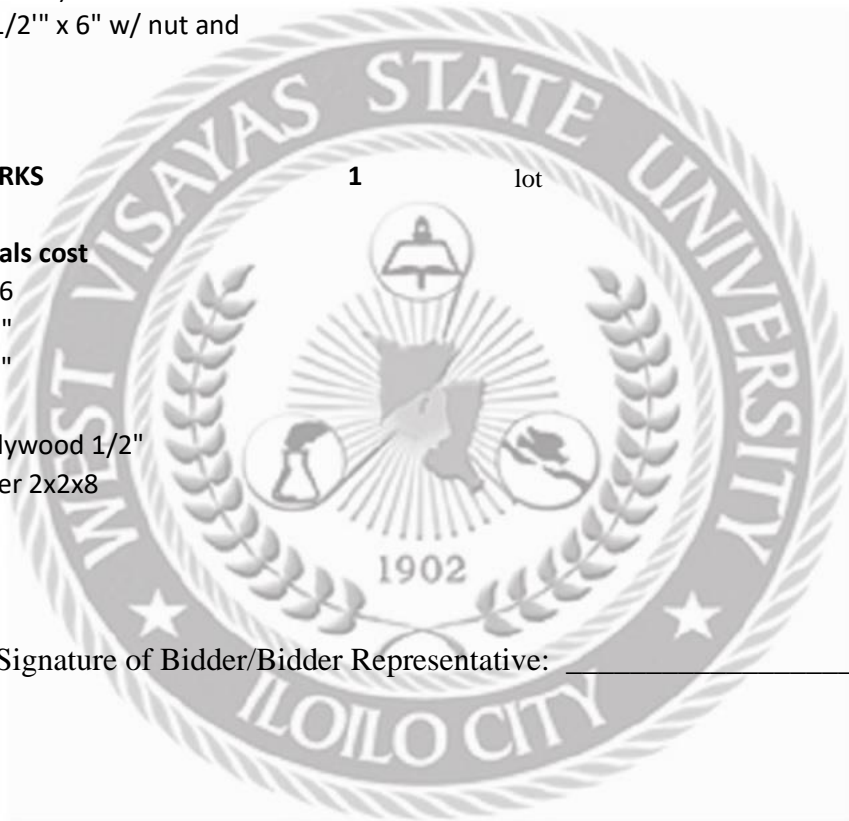 1/2'" x 6" w/ nut and
RKS 1 lot
als cost
6
"
"
lywood 1/2"
er 2x2x8
Signature of Bidder/Bidder Representative: ____________________
WEST VISAYAS STATE UNIVERSITY
1902
ILOILO CITY